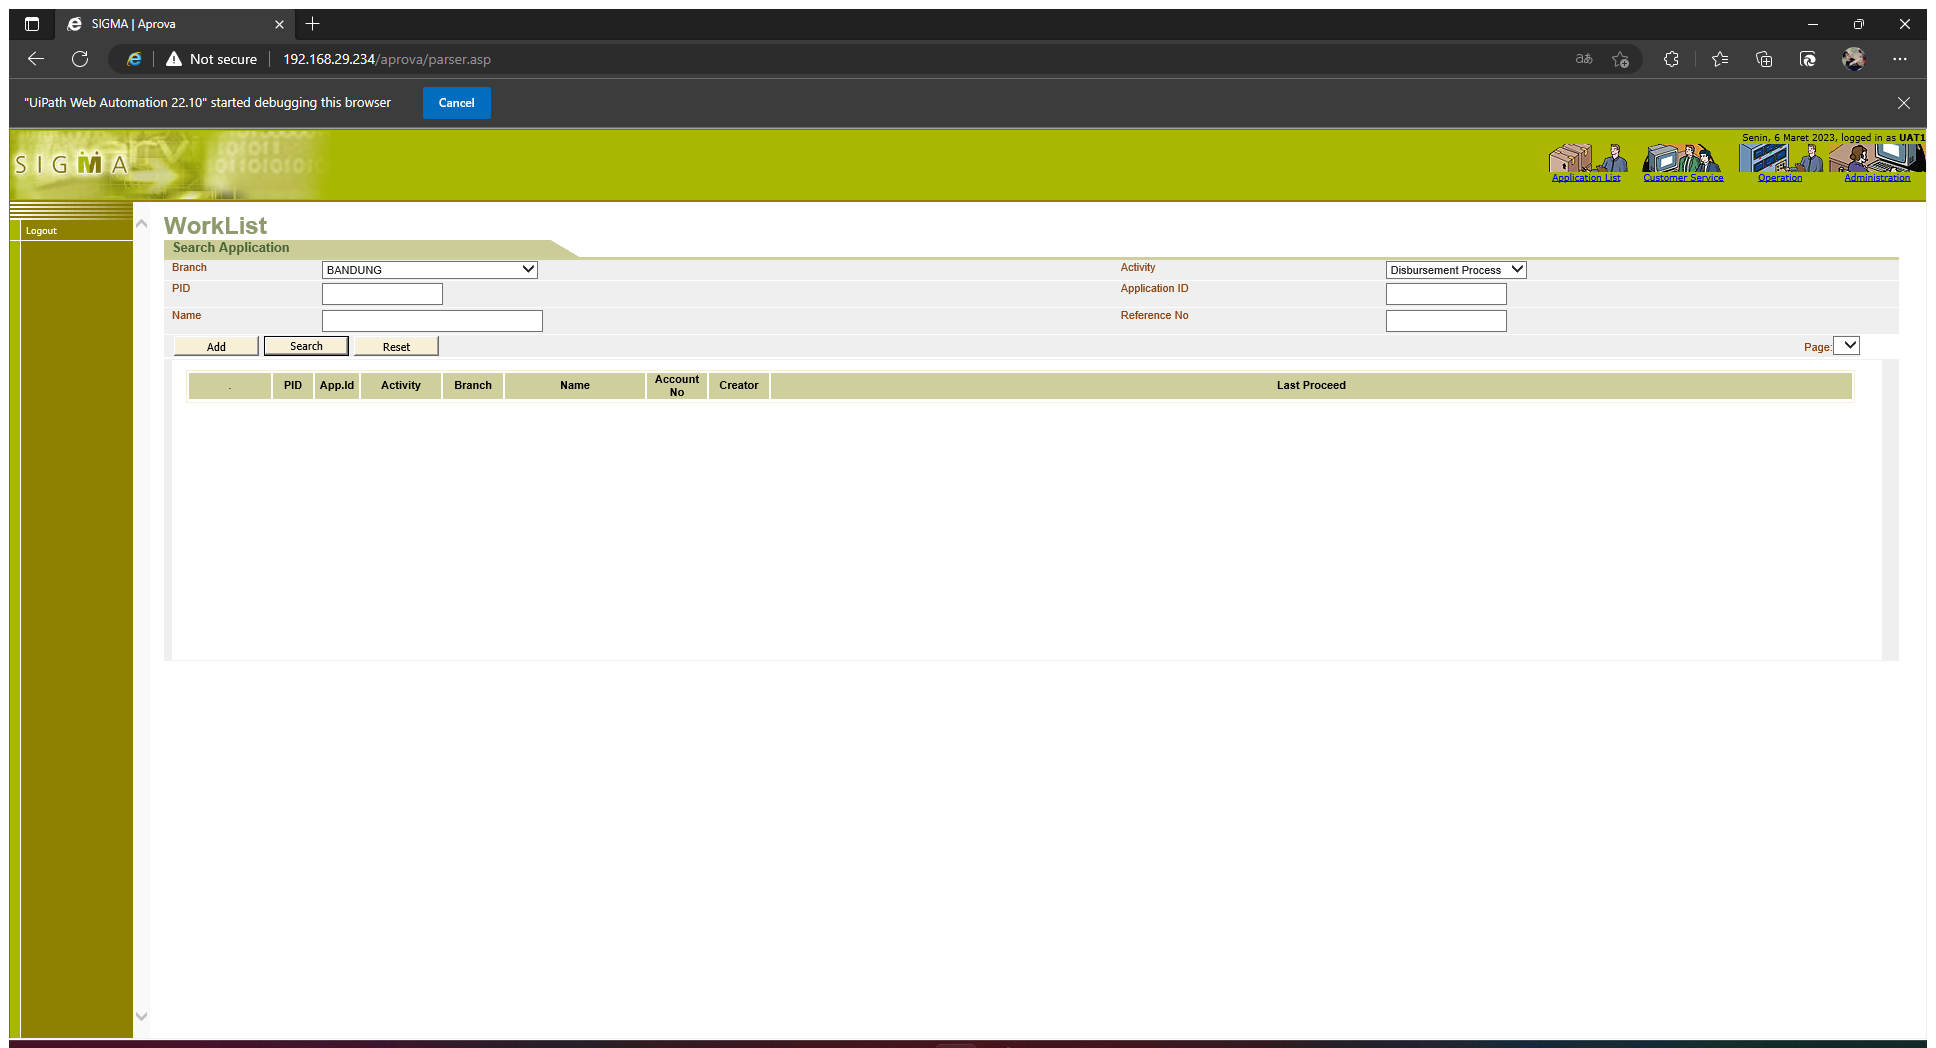 SIGMA | Aprova
Not secure
192.168.29.234/aprova/parser.asp
"UiPath Web Automation 22.10" started debugging this browser
Cancel
SIGMA
Senin, 6 Maret 2023, logged in as UAT1
Application List
Customer Service
Operation
Administration
Logout
WorkList
Search Application
Branch
BANDUNG
Activity
Disbursement Process
PID
Application ID
Name
Reference No
Add
Search
Reset
Page:
.
PID
App.Id
Activity
Branch
Name
Account
No
Creator
Last Proceed